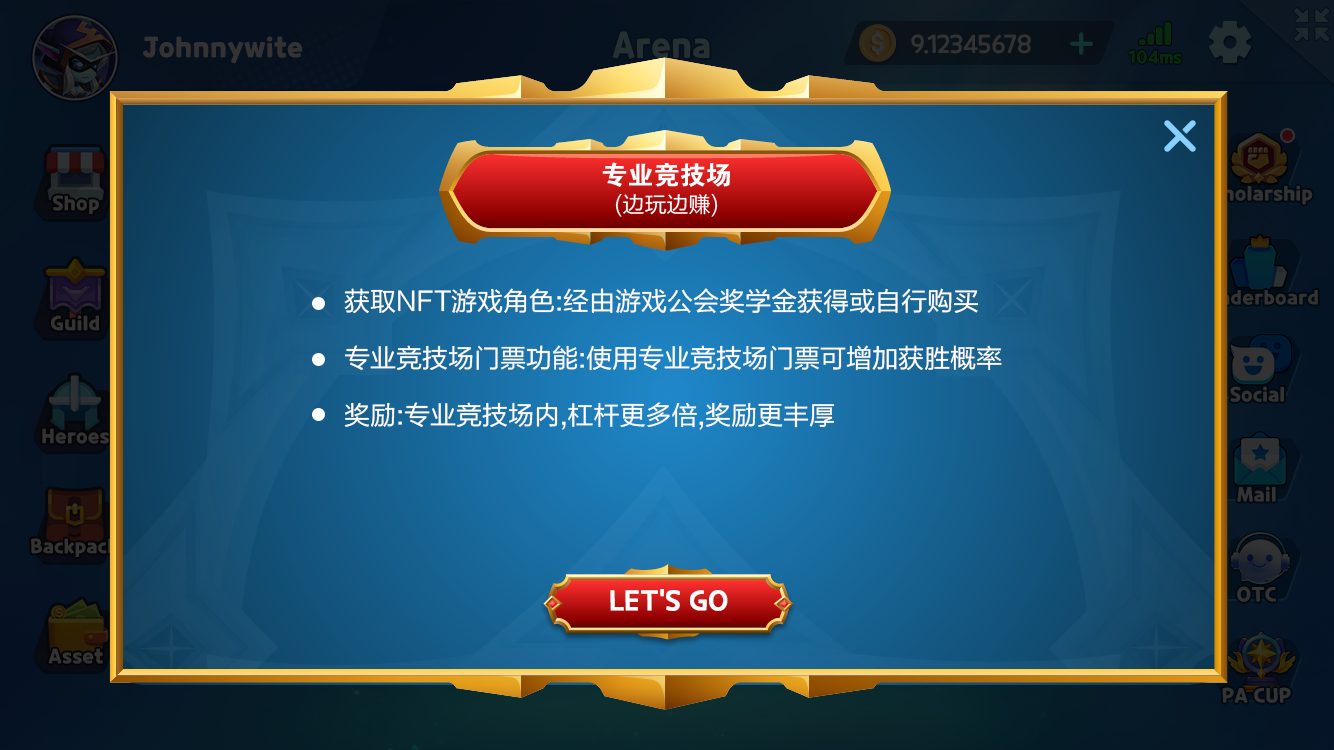 Johnnywite
Arena
9.12345678
104ms
专业竞技场
(边玩边赚)
Shop
Guild
Heroes
Asset
获取NFT游戏角色:经由游戏公会奖学金获得或自行购买
专业竞技场门票功能:使用专业竞技场门票可增加获胜概率
奖励:专业竞技场内,杠杆更多倍,奖励更丰厚
LET'S GO
Social
Mail
OTC
PA CUP